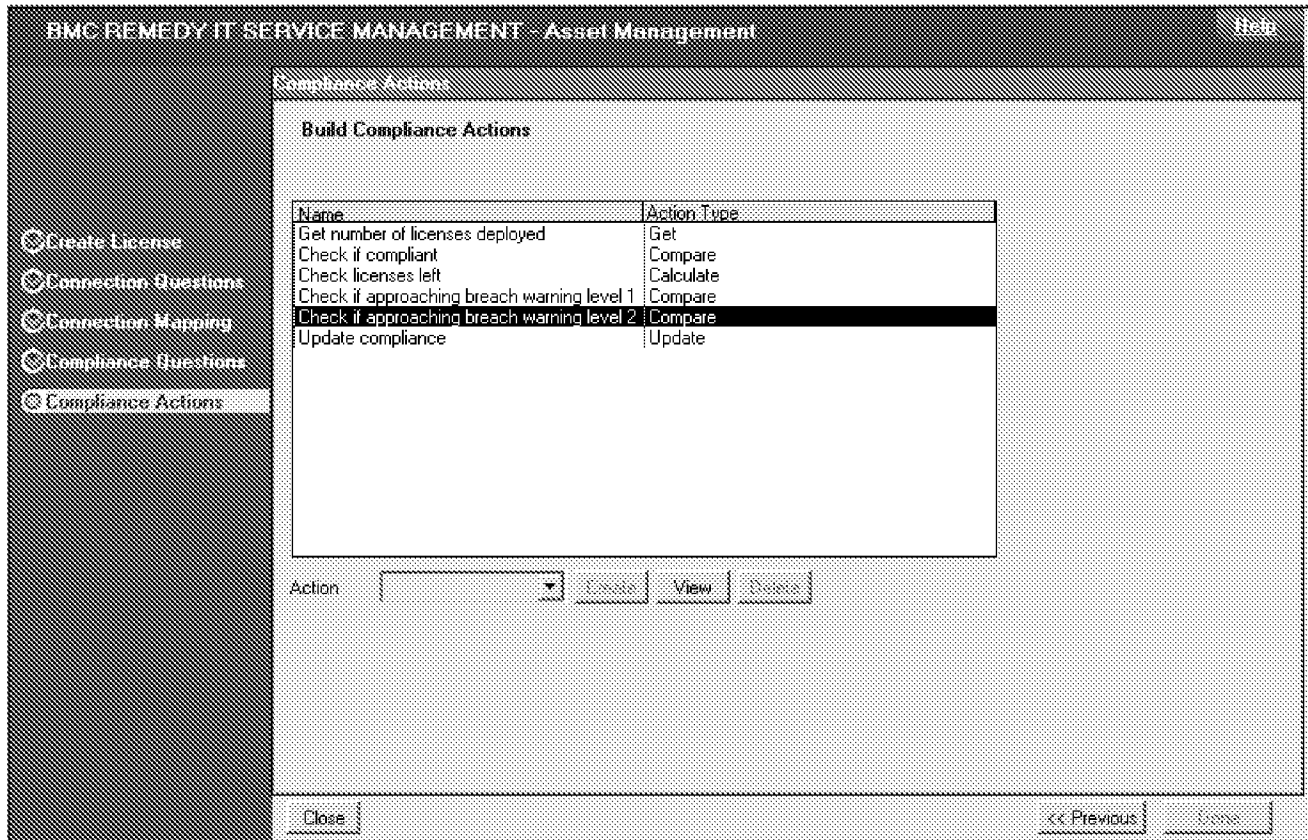 BMC REMEDY IT SERVICE MANAGEMENT - Asset Management
Help
Compliance Actions
Build Compliance Actions
Name Action Type
Get number of licenses deployed Get
Check if compliant Compare
Check licenses left Calculate
Check if approaching breach warning level 1 Compare
Check if approaching breach warning level 2 Compare
Update compliance Update
Create License
Connection Questions
Connection Mapping
Compliance Questions
Compliance Actions
Action Create View Delete
Close << Previous Done